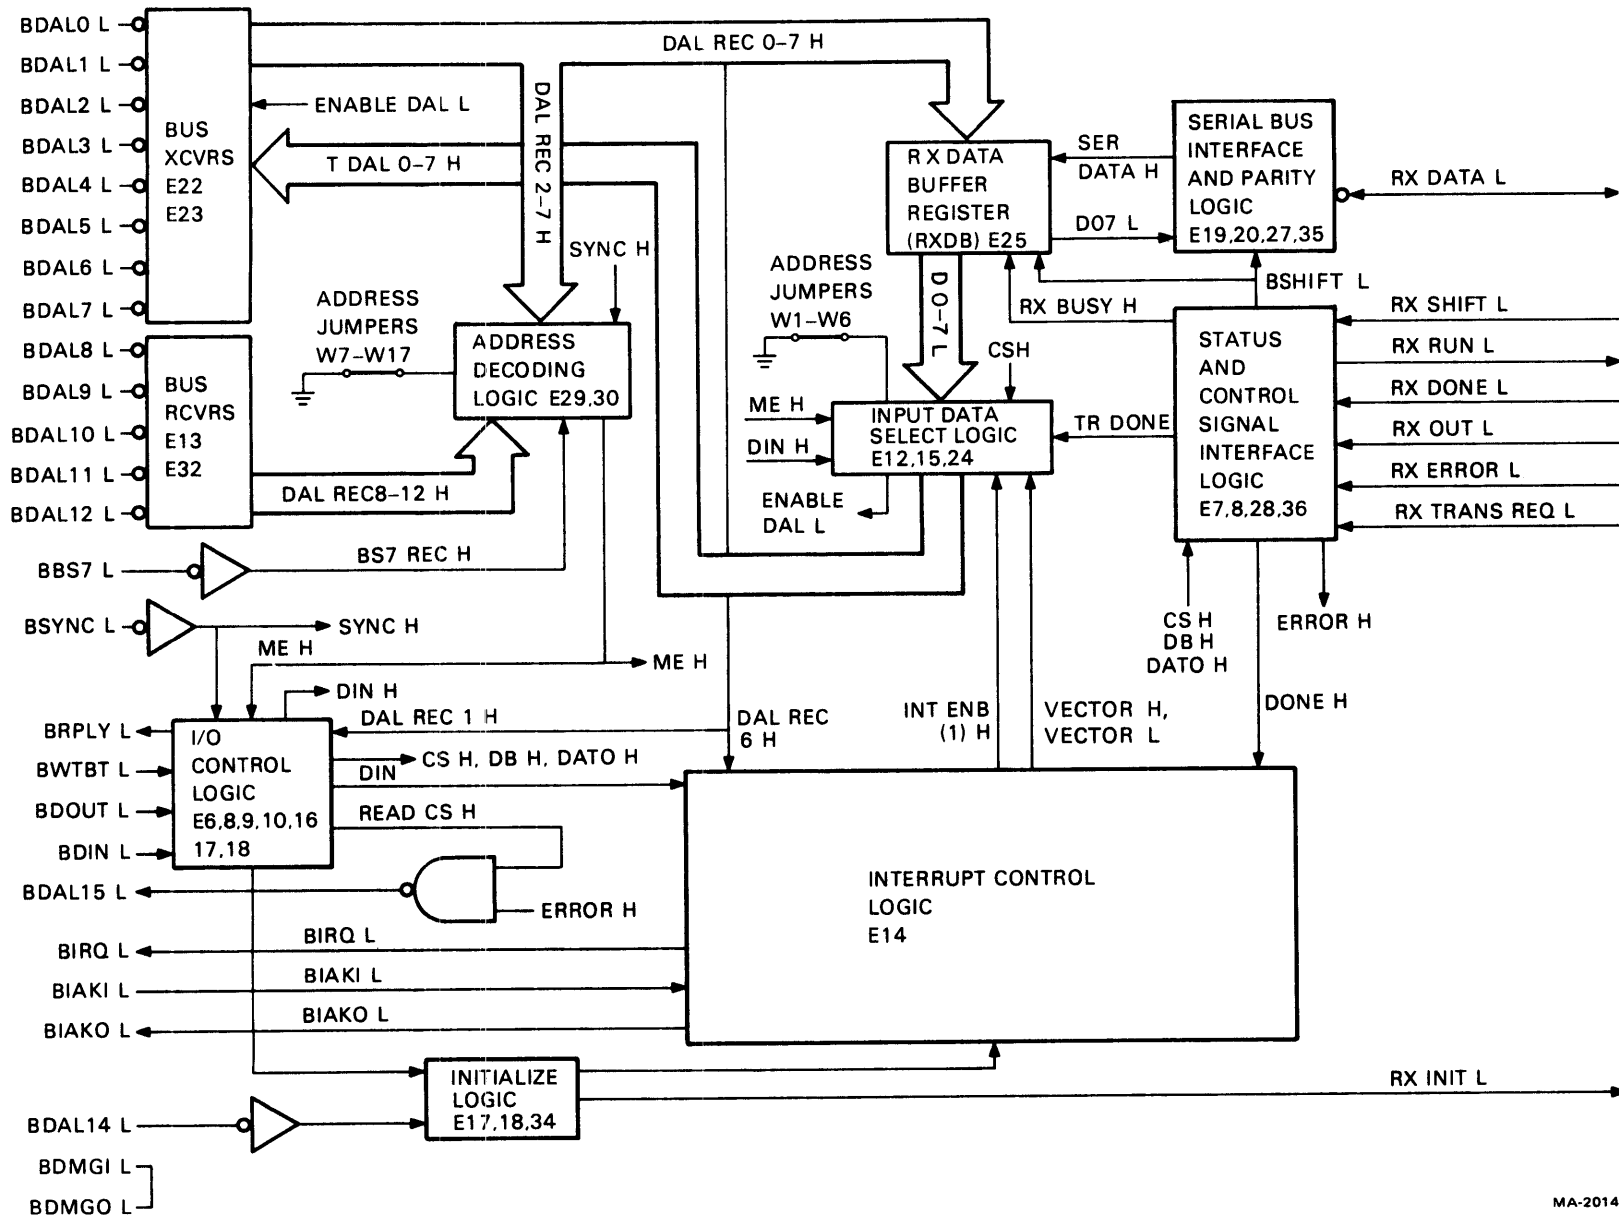 BDAL0 L
BDAL1 L
BDAL2 L
BDAL3 L
BDAL4 L
BDAL5 L
BDAL6 L
BDAL7 L
BUS
XCVRS
E22
E23
ENABLE DAL L
T DAL 0-7 H
DAL REC 0-7 H
DAL REC 2-7 H
SYNC H
BDAL8 L
BDAL9 L
BDAL10 L
BDAL11 L
BDAL12 L
BUS
RCVRS
E13
E32
DAL REC8-12 H
ADDRESS
JUMPERS
W7-W17
ADDRESS
DECODING
LOGIC E29,30
RX DATA
BUFFER
REGISTER
(RXDB) E25
SER
DATA H
D07 L
SERIAL BUS
INTERFACE
AND PARITY
LOGIC
E19,20,27,35
RX DATA L
BSHIFT L
RX BUSY H
D 0-7 L
ADDRESS
JUMPERS
W1-W6
CSH
ME H
DIN H
INPUT DATA
SELECT LOGIC
E12,15,24
ENABLE
DAL L
TR DONE
STATUS
AND
CONTROL
SIGNAL
INTERFACE
LOGIC
E7,8,28,36
RX SHIFT L
RX RUN L
RX DONE L
RX OUT L
RX ERROR L
RX TRANS REQ L
CS H
DB H
DATO H
ERROR H
DONE H
BBS7 L
BS7 REC H
BSYNC L
SYNC H
ME H
ME H
DIN H
BRPLY L
BWTBT L
BDOUT L
BDIN L
I/O
CONTROL
LOGIC
E6,8,9,10,16
17,18
DAL REC 1 H
CS H, DB H, DATO H
DIN
READ CS H
DAL REC
6 H
INT ENB
(1) H
VECTOR H,
VECTOR L
BDAL15 L
ERROR H
INTERRUPT CONTROL
LOGIC
E14
BIRQ L
BIRQ L
BIAKI L
BIAKI L
BIAKO L
BIAKO L
INITIALIZE
LOGIC
E17,18,34
RX INIT L
BDAL14 L
BDMGI L
BDMGO L
MA-2014